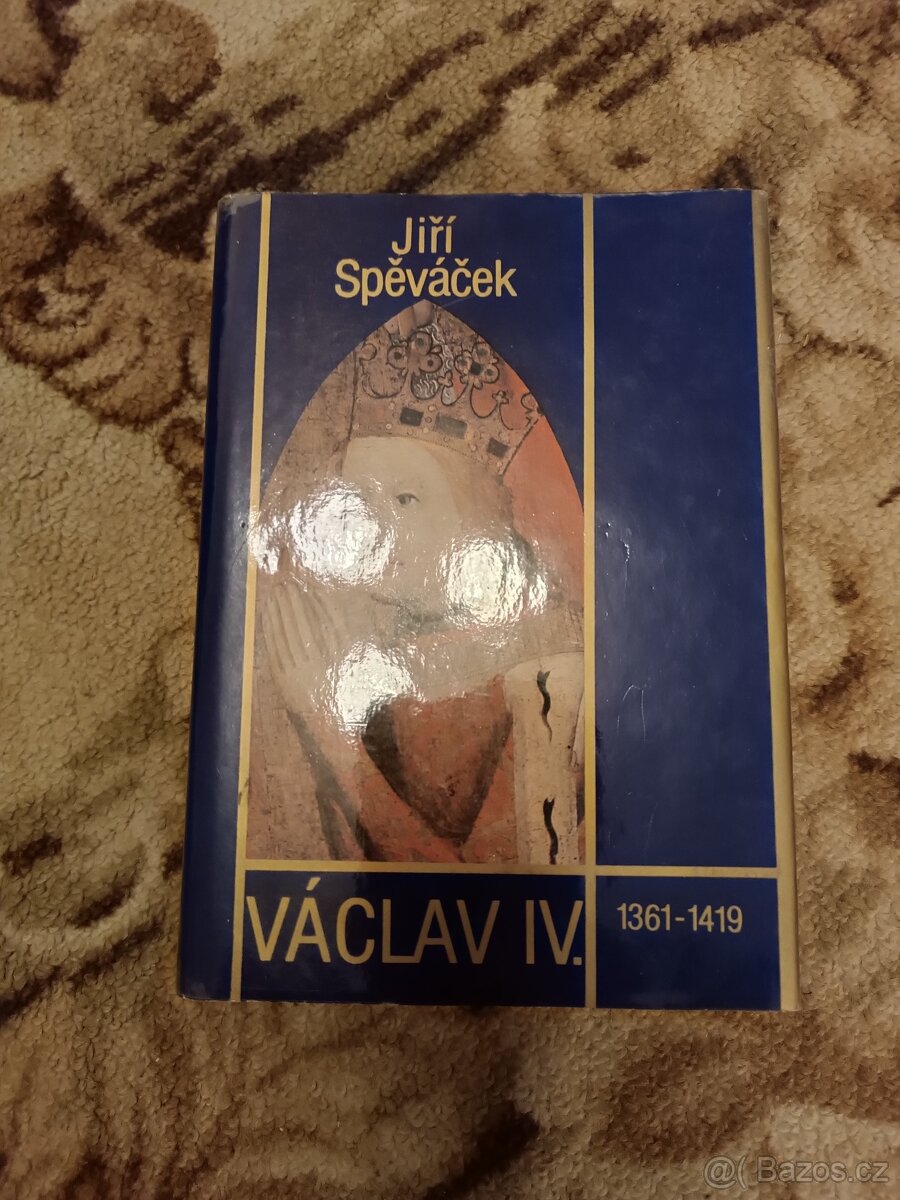 Jiří
Spěváček
VÁCLAV IV.
1361-1419
@( Bazos.cz